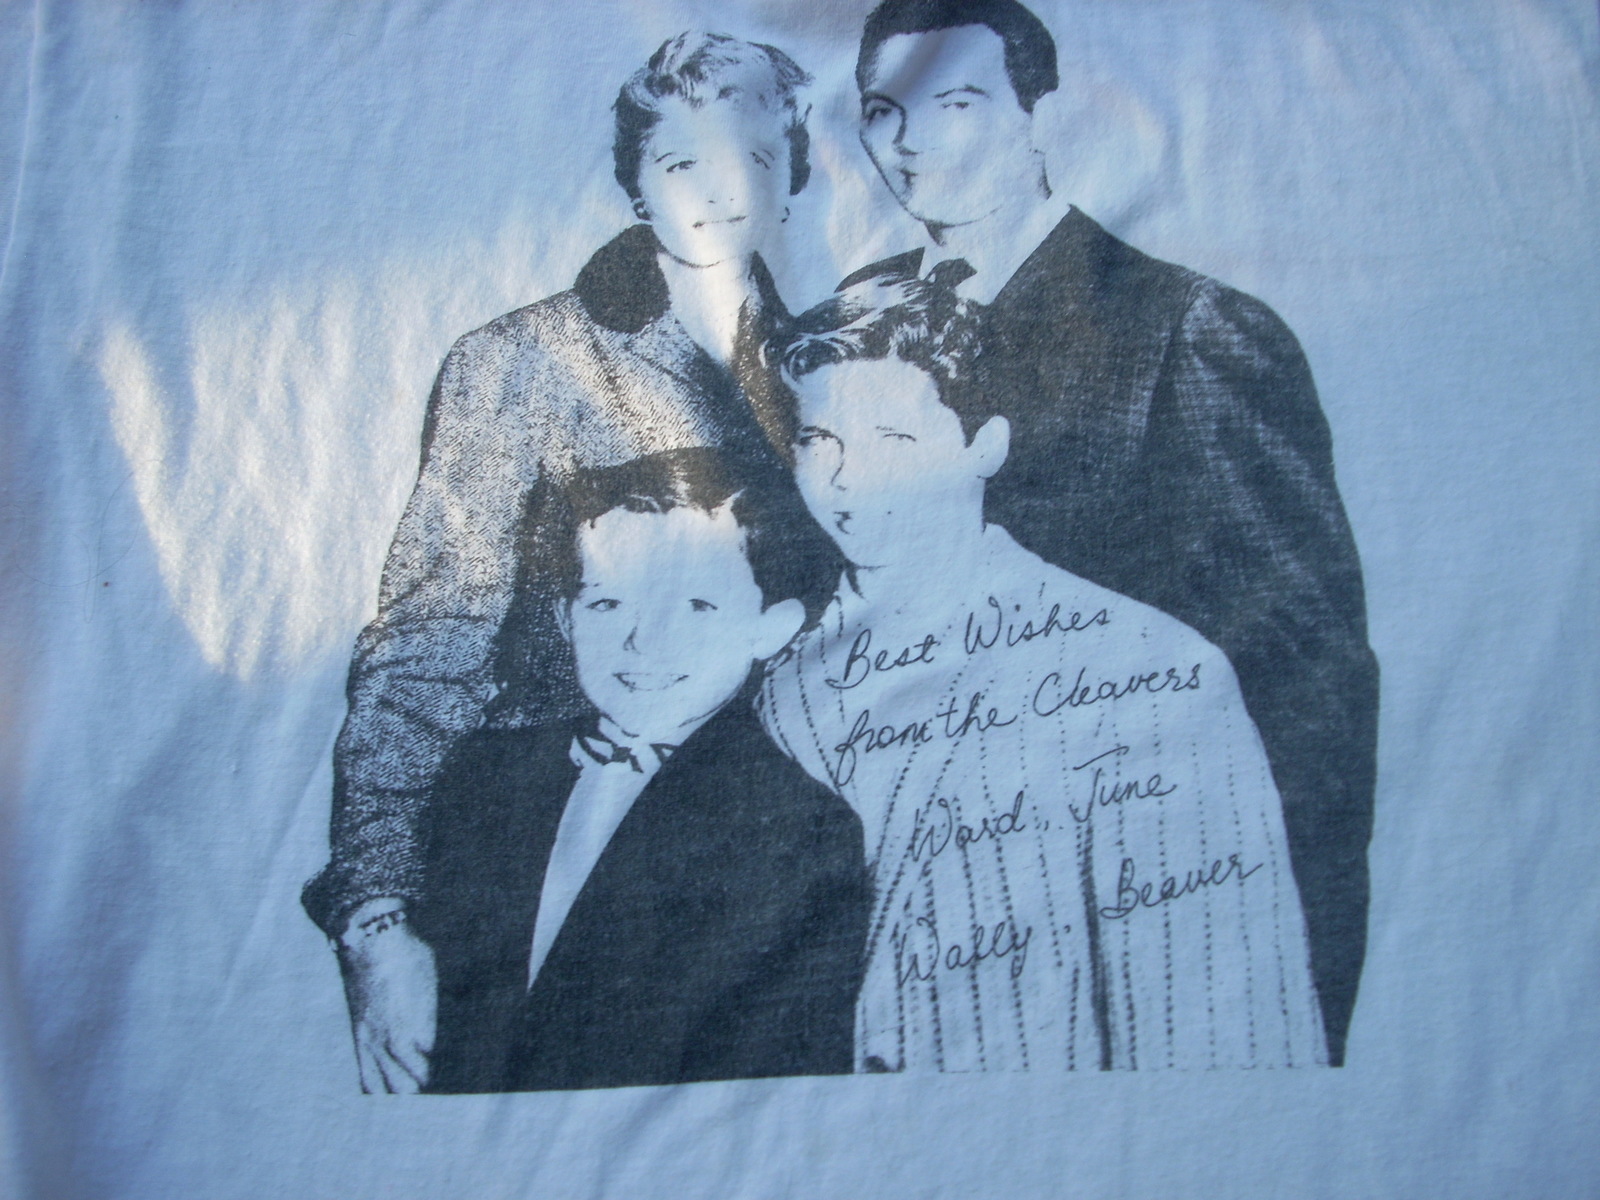 Best Wishes
from the Cleavers
Ward, June
Wally, Beaver